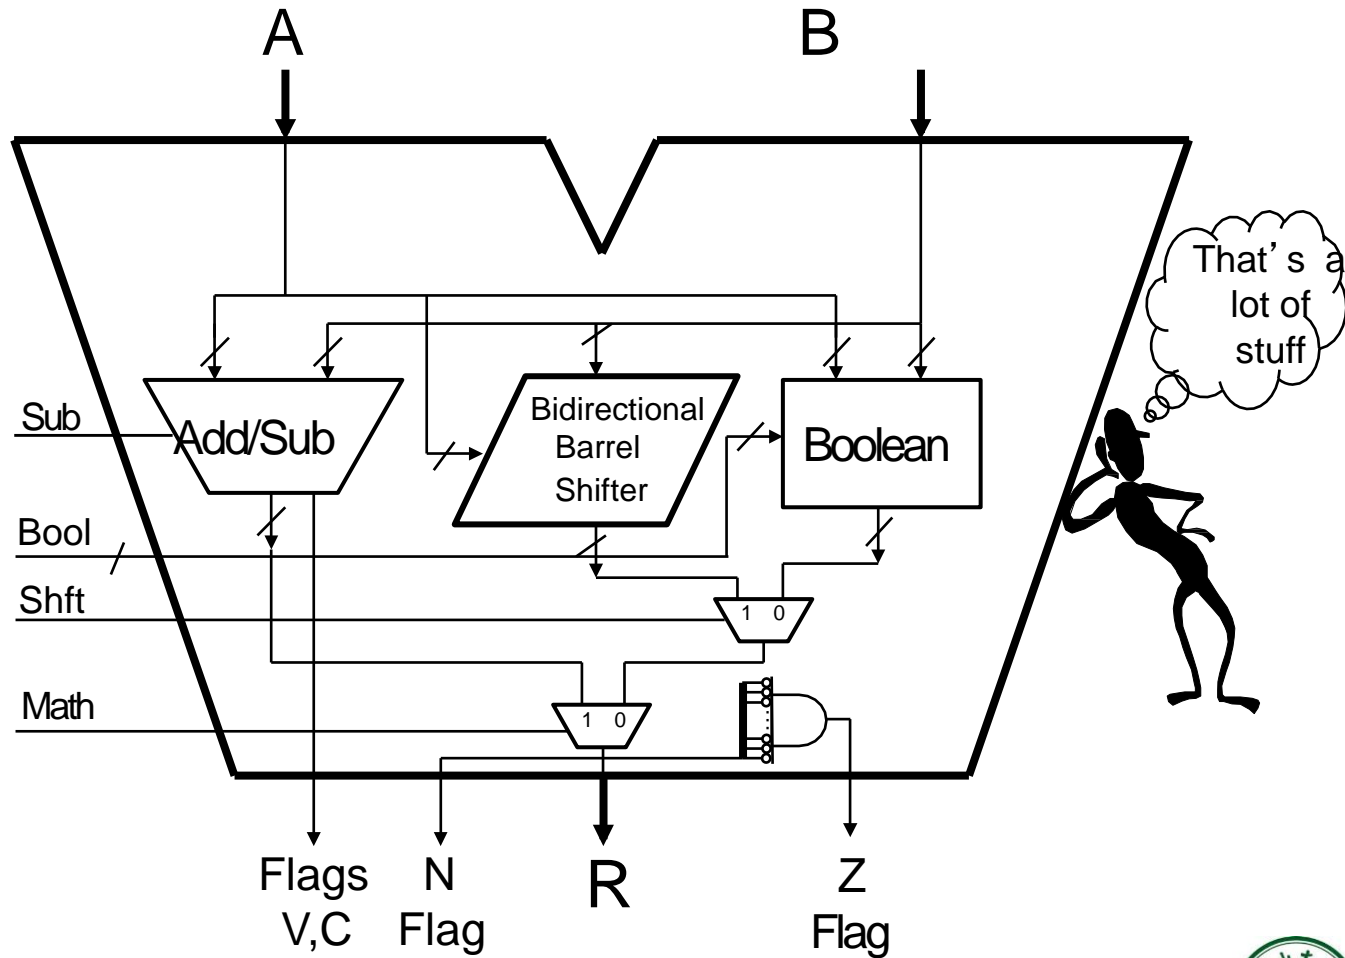 A
B
That's a
lot of
stuff
Sub
Add/Sub
Bidirectional
Barrel
Shifter
Boolean
Bool
Shft
1 0
Math
1 0
Flags
V,C
N
Flag
R
Z
Flag